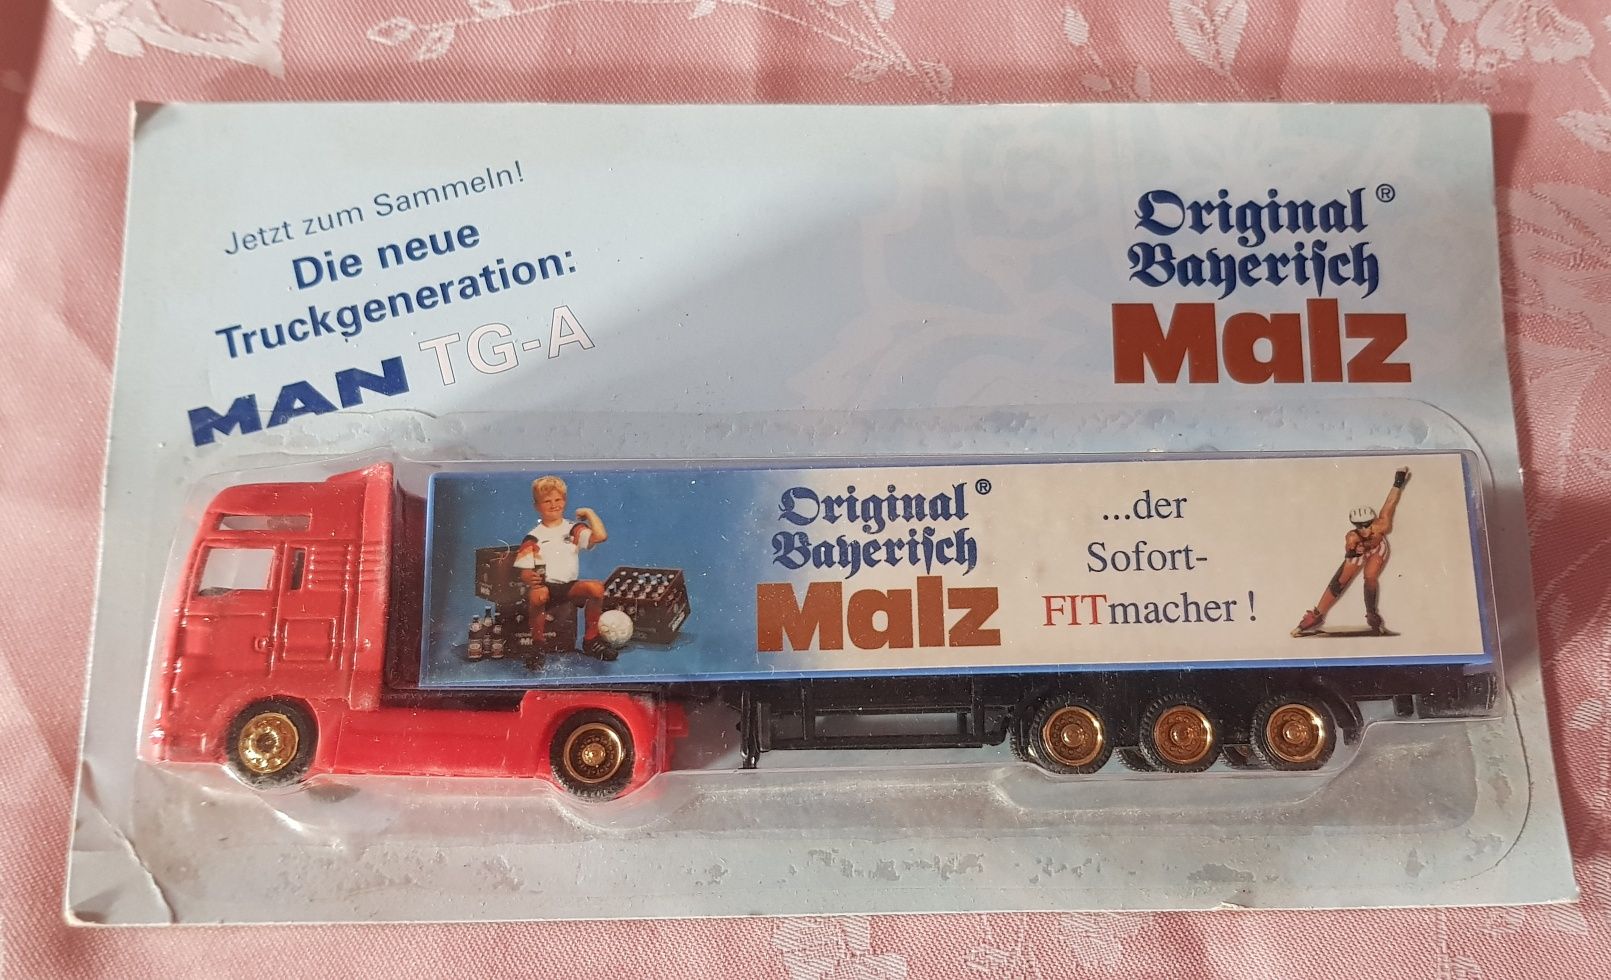 Jetzt zum Sammeln!
Die neue
Truckgeneration:
MAN TG-A
Original®
Bayeriſch
Malz
Original®
Bayeriſch
Malz
...der
Sofort-
FITmacher !